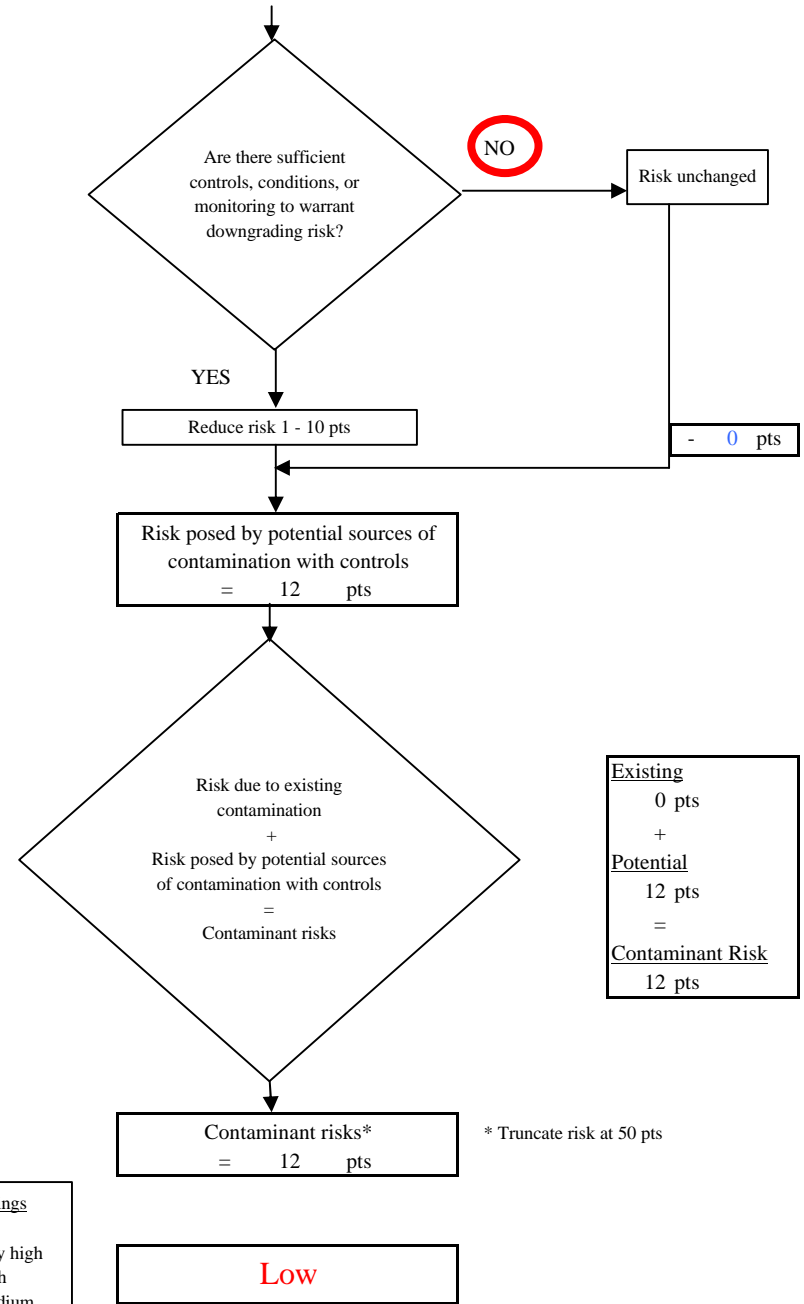 Are there sufficient
controls, conditions, or
monitoring to warrant
downgrading risk?
NO
Risk unchanged
YES
Reduce risk 1 - 10 pts
- 0 pts
Risk posed by potential sources of
contamination with controls
= 12 pts
Risk due to existing
contamination
+
Risk posed by potential sources
of contamination with controls
=
Contaminant risks
Existing
0 pts
+
Potential
12 pts
=
Contaminant Risk
12 pts
Contaminant risks*
= 12 pts
* Truncate risk at 50 pts
high
Low